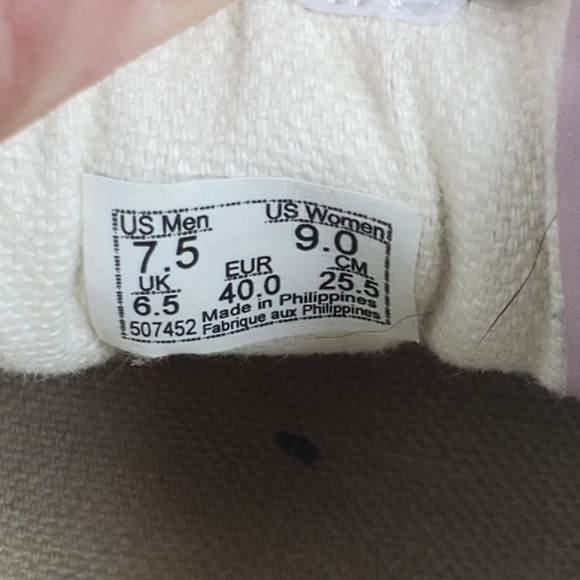 US Men US Women
7.5 9.0
UK EUR CM
6.5 40.0 25.5
507452 Made in Philippines
Fabrique aux Philippines